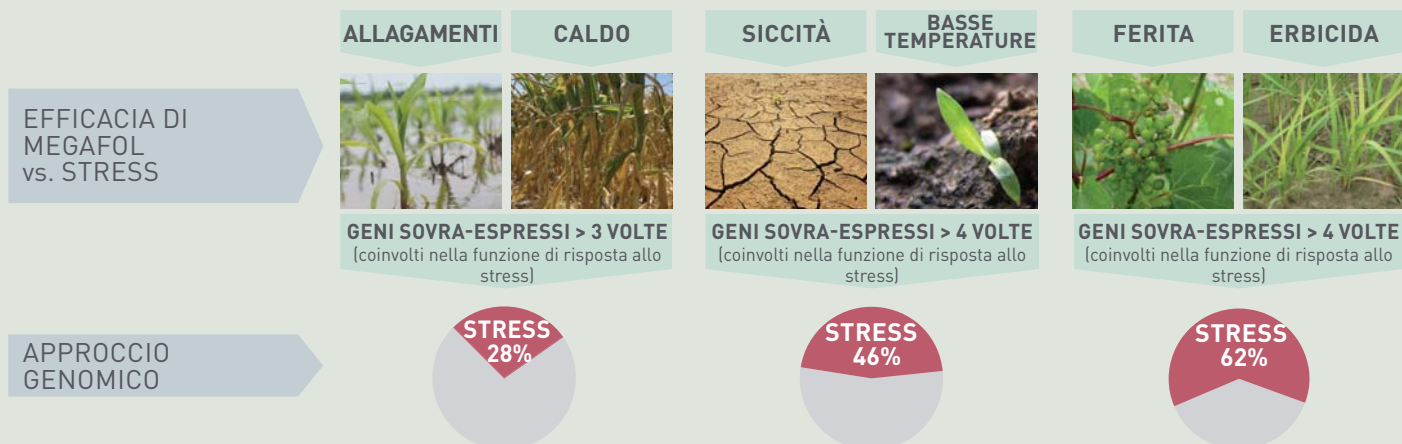 ALLAGAMENTI
CALDO
SICCITÀ
BASSE
TEMPERATURE
FERITA
ERBICIDA
EFFICACIA DI
MEGAFOL
vs. STRESS
GENI SOVRA-ESPRESSI > 3 VOLTE
(coinvolti nella funzione di risposta allo
stress)
GENI SOVRA-ESPRESSI > 4 VOLTE
(coinvolti nella funzione di risposta allo
stress)
GENI SOVRA-ESPRESSI > 4 VOLTE
(coinvolti nella funzione di risposta allo
stress)
APPROCCIO
GENOMICO
STRESS
28%
STRESS
46%
STRESS
62%